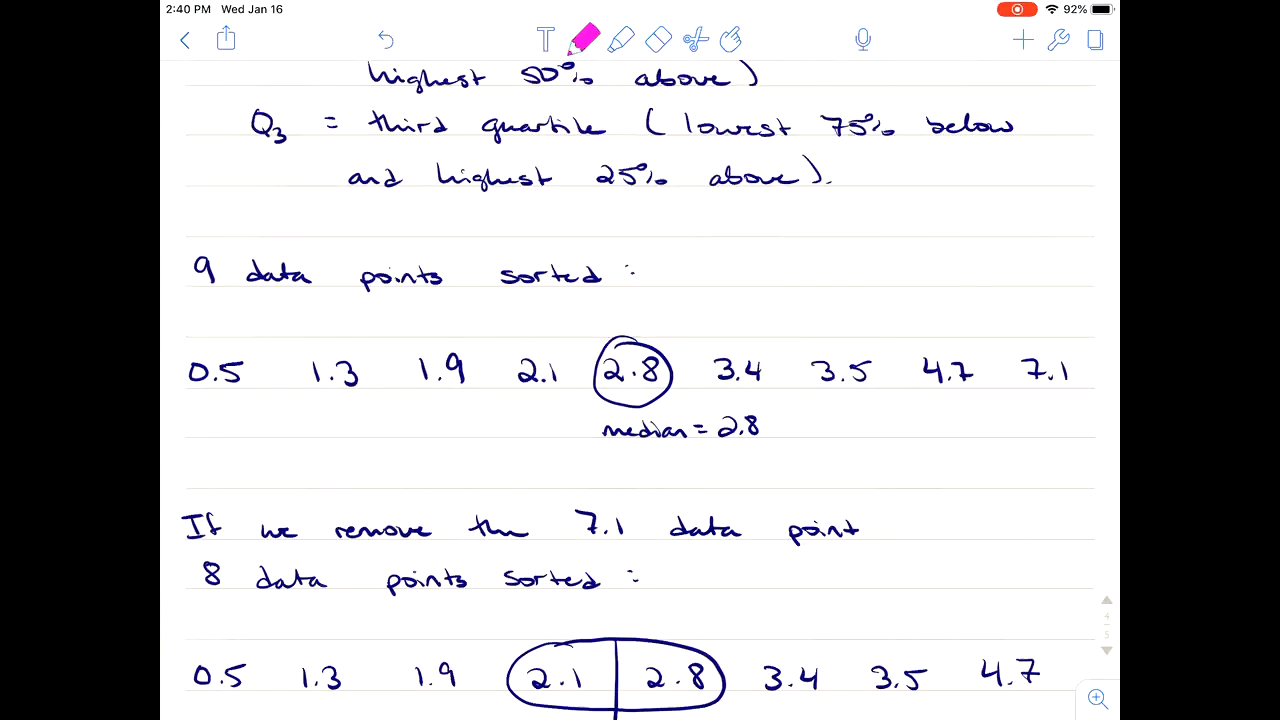 2:40 PM Wed Jan 16
92%
highest 50% above)
Q3 = third quartile (lowest 75% below
and highest 25% above).
9 data points sorted :
0.5 1.3 1.9 2.1 2.8 3.4 3.5 4.7 7.1
median = 2.8
If we remove the 7.1 data point
8 data points sorted :
0.5 1.3 1.9 2.1 2.8 3.4 3.5 4.7
4
5